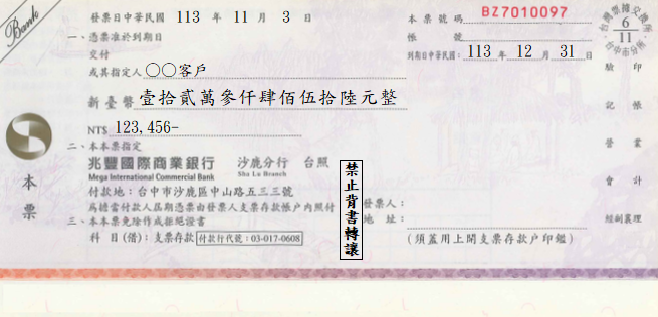 Bank
發票日中華民國 113 年 11 月 3 日
本票號碼 BZ7010097
一、憑票准於到期日
帳號
交付
到期日中華民國: 113 年 12 月 31 日
或其指定人 〇〇客戶
新臺幣 壹拾貳萬參仟肆佰伍拾陸元整
NT$ 123,456-
二、本本票指定
兆豐國際商業銀行 沙鹿分行 台照
Mega International Commercial Bank Sha Lu Branch
付款地：台中市沙鹿區中山路五三三號
為擔當付款人屆期憑票由發票人支票存款帳户內照付
三、本本票免除作成拒絕證書
科目(借)：支票存款 付款行代號：03-017-0608
禁止背書轉讓
發票人：
地址：
(須蓋用上開支票存款户印鑑)
本票
台灣票據交換所
6
11
台中市分所
驗印
記帳
營業
會計
經副襄理